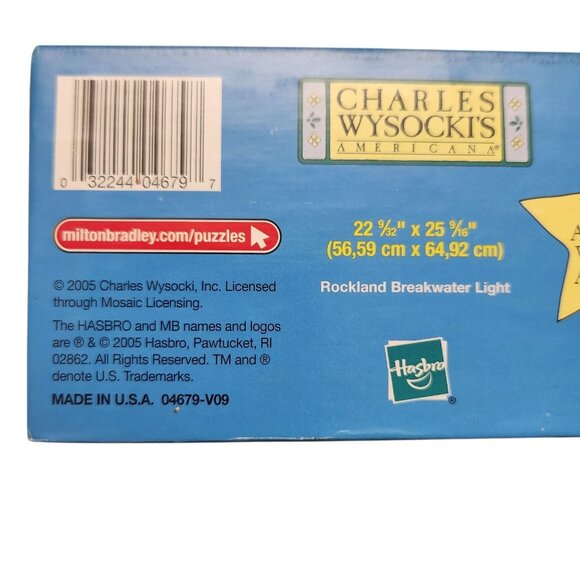 0 32244 04679 7
CHARLES
WYSOCKI'S
AMERICANA®
miltonbradley.com/puzzles
22 9/32" x 25 9/16"
(56,59 cm x 64,92 cm)
Rockland Breakwater Light
© 2005 Charles Wysocki, Inc. Licensed
through Mosaic Licensing.
The HASBRO and MB names and logos
are ® & © 2005 Hasbro, Pawtucket, RI
02862. All Rights Reserved. TM and ®
denote U.S. Trademarks.
MADE IN U.S.A. 04679-V09
Hasbro
®